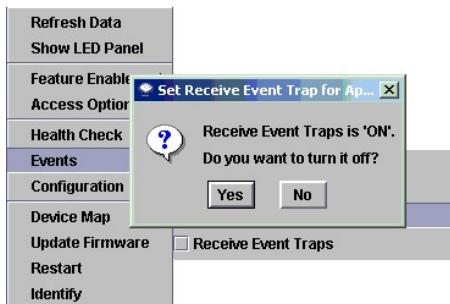 Refresh Data
Show LED Panel
Feature Enable
Access Option
Health Check
Events
Configuration
Device Map
Update Firmware
Restart
Identify
Set Receive Event Trap for Ap...
Receive Event Traps is 'ON'.
Do you want to turn it off?
Yes No
Receive Event Traps